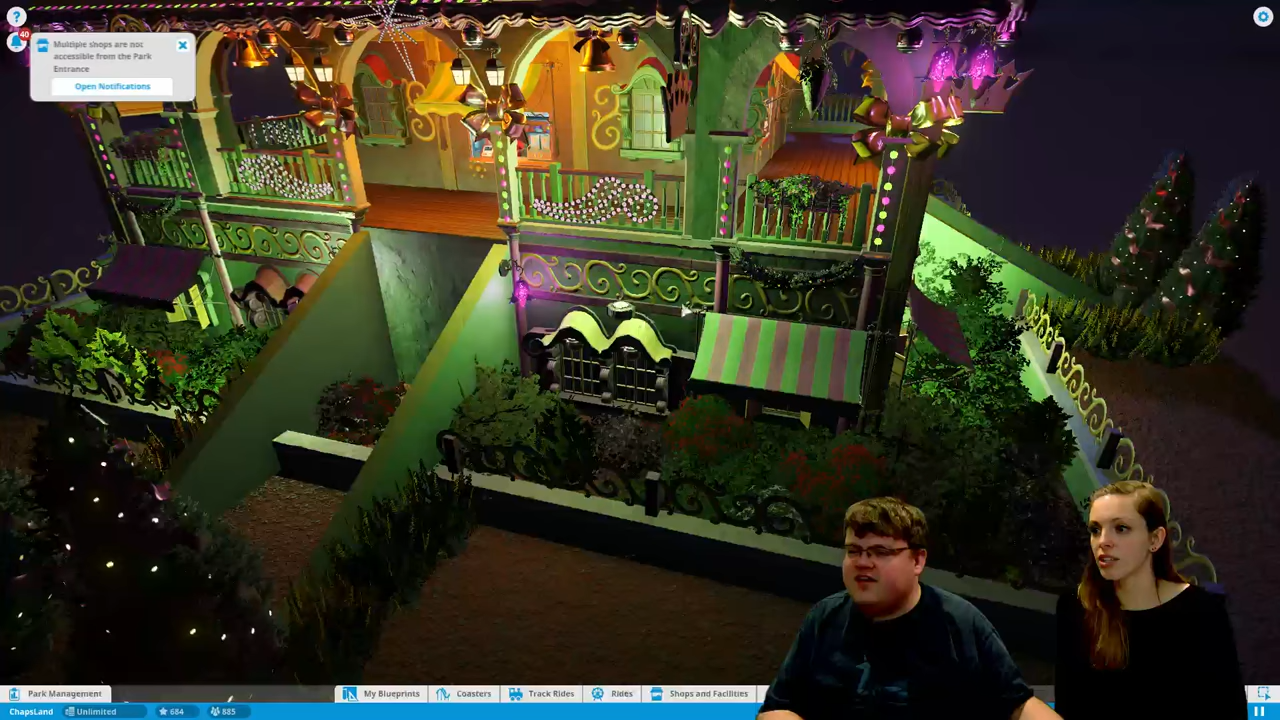 ?
40
Multiple shops are not
accessible from the Park
Entrance
Open Notifications
Park Management
My Blueprints
Coasters
Track Rides
Rides
Shops and Facilities
ChapsLand
Unlimited
684
885